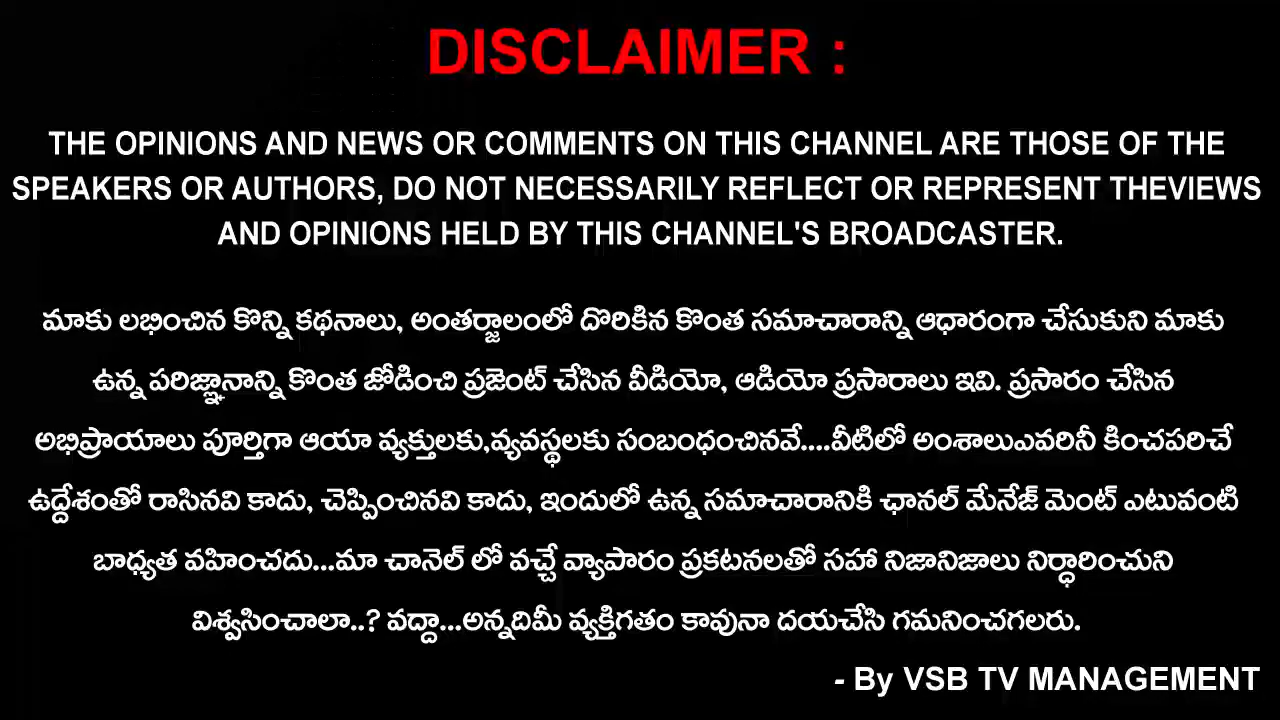 DISCLAIMER :
THE OPINIONS AND NEWS OR COMMENTS ON THIS CHANNEL ARE THOSE OF THE
SPEAKERS OR AUTHORS, DO NOT NECESSARILY REFLECT OR REPRESENT THEVIEWS
AND OPINIONS HELD BY THIS CHANNEL'S BROADCASTER.
మాకు లభించిన కొన్ని కథనాలు, అంతర్జాలంలో దొరికిన కొంత సమాచారాన్ని ఆధారంగా చేసుకుని మాకు
ఉన్న పరిజ్ఞానాన్ని కొంత జోడించి ప్రజెంట్ చేసిన వీడియో, ఆడియో ప్రసారాలు ఇవి. ప్రసారం చేసిన
అభిప్రాయాలు పూర్తిగా ఆయా వ్యక్తులకు,వ్యవస్థలకు సంబంధంచినవే....వీటిలో అంశాలుఎవరినీ కించపరిచే
ఉద్దేశంతో రాసినవి కాదు, చెప్పించినవి కాదు, ఇందులో ఉన్న సమాచారానికి ఛానల్ మేనేజ్ మెంట్ ఎటువంటి
బాధ్యత వహించదు...మా చానెల్ లో వచ్చే వ్యాపారం ప్రకటనలతో సహా నిజానిజాలు నిర్ధారించుని
విశ్వసించాలా..? వద్దా...అన్నదిమీ వ్యక్తిగతం కావునా దయచేసి గమనించగలరు.
- By VSB TV MANAGEMENT